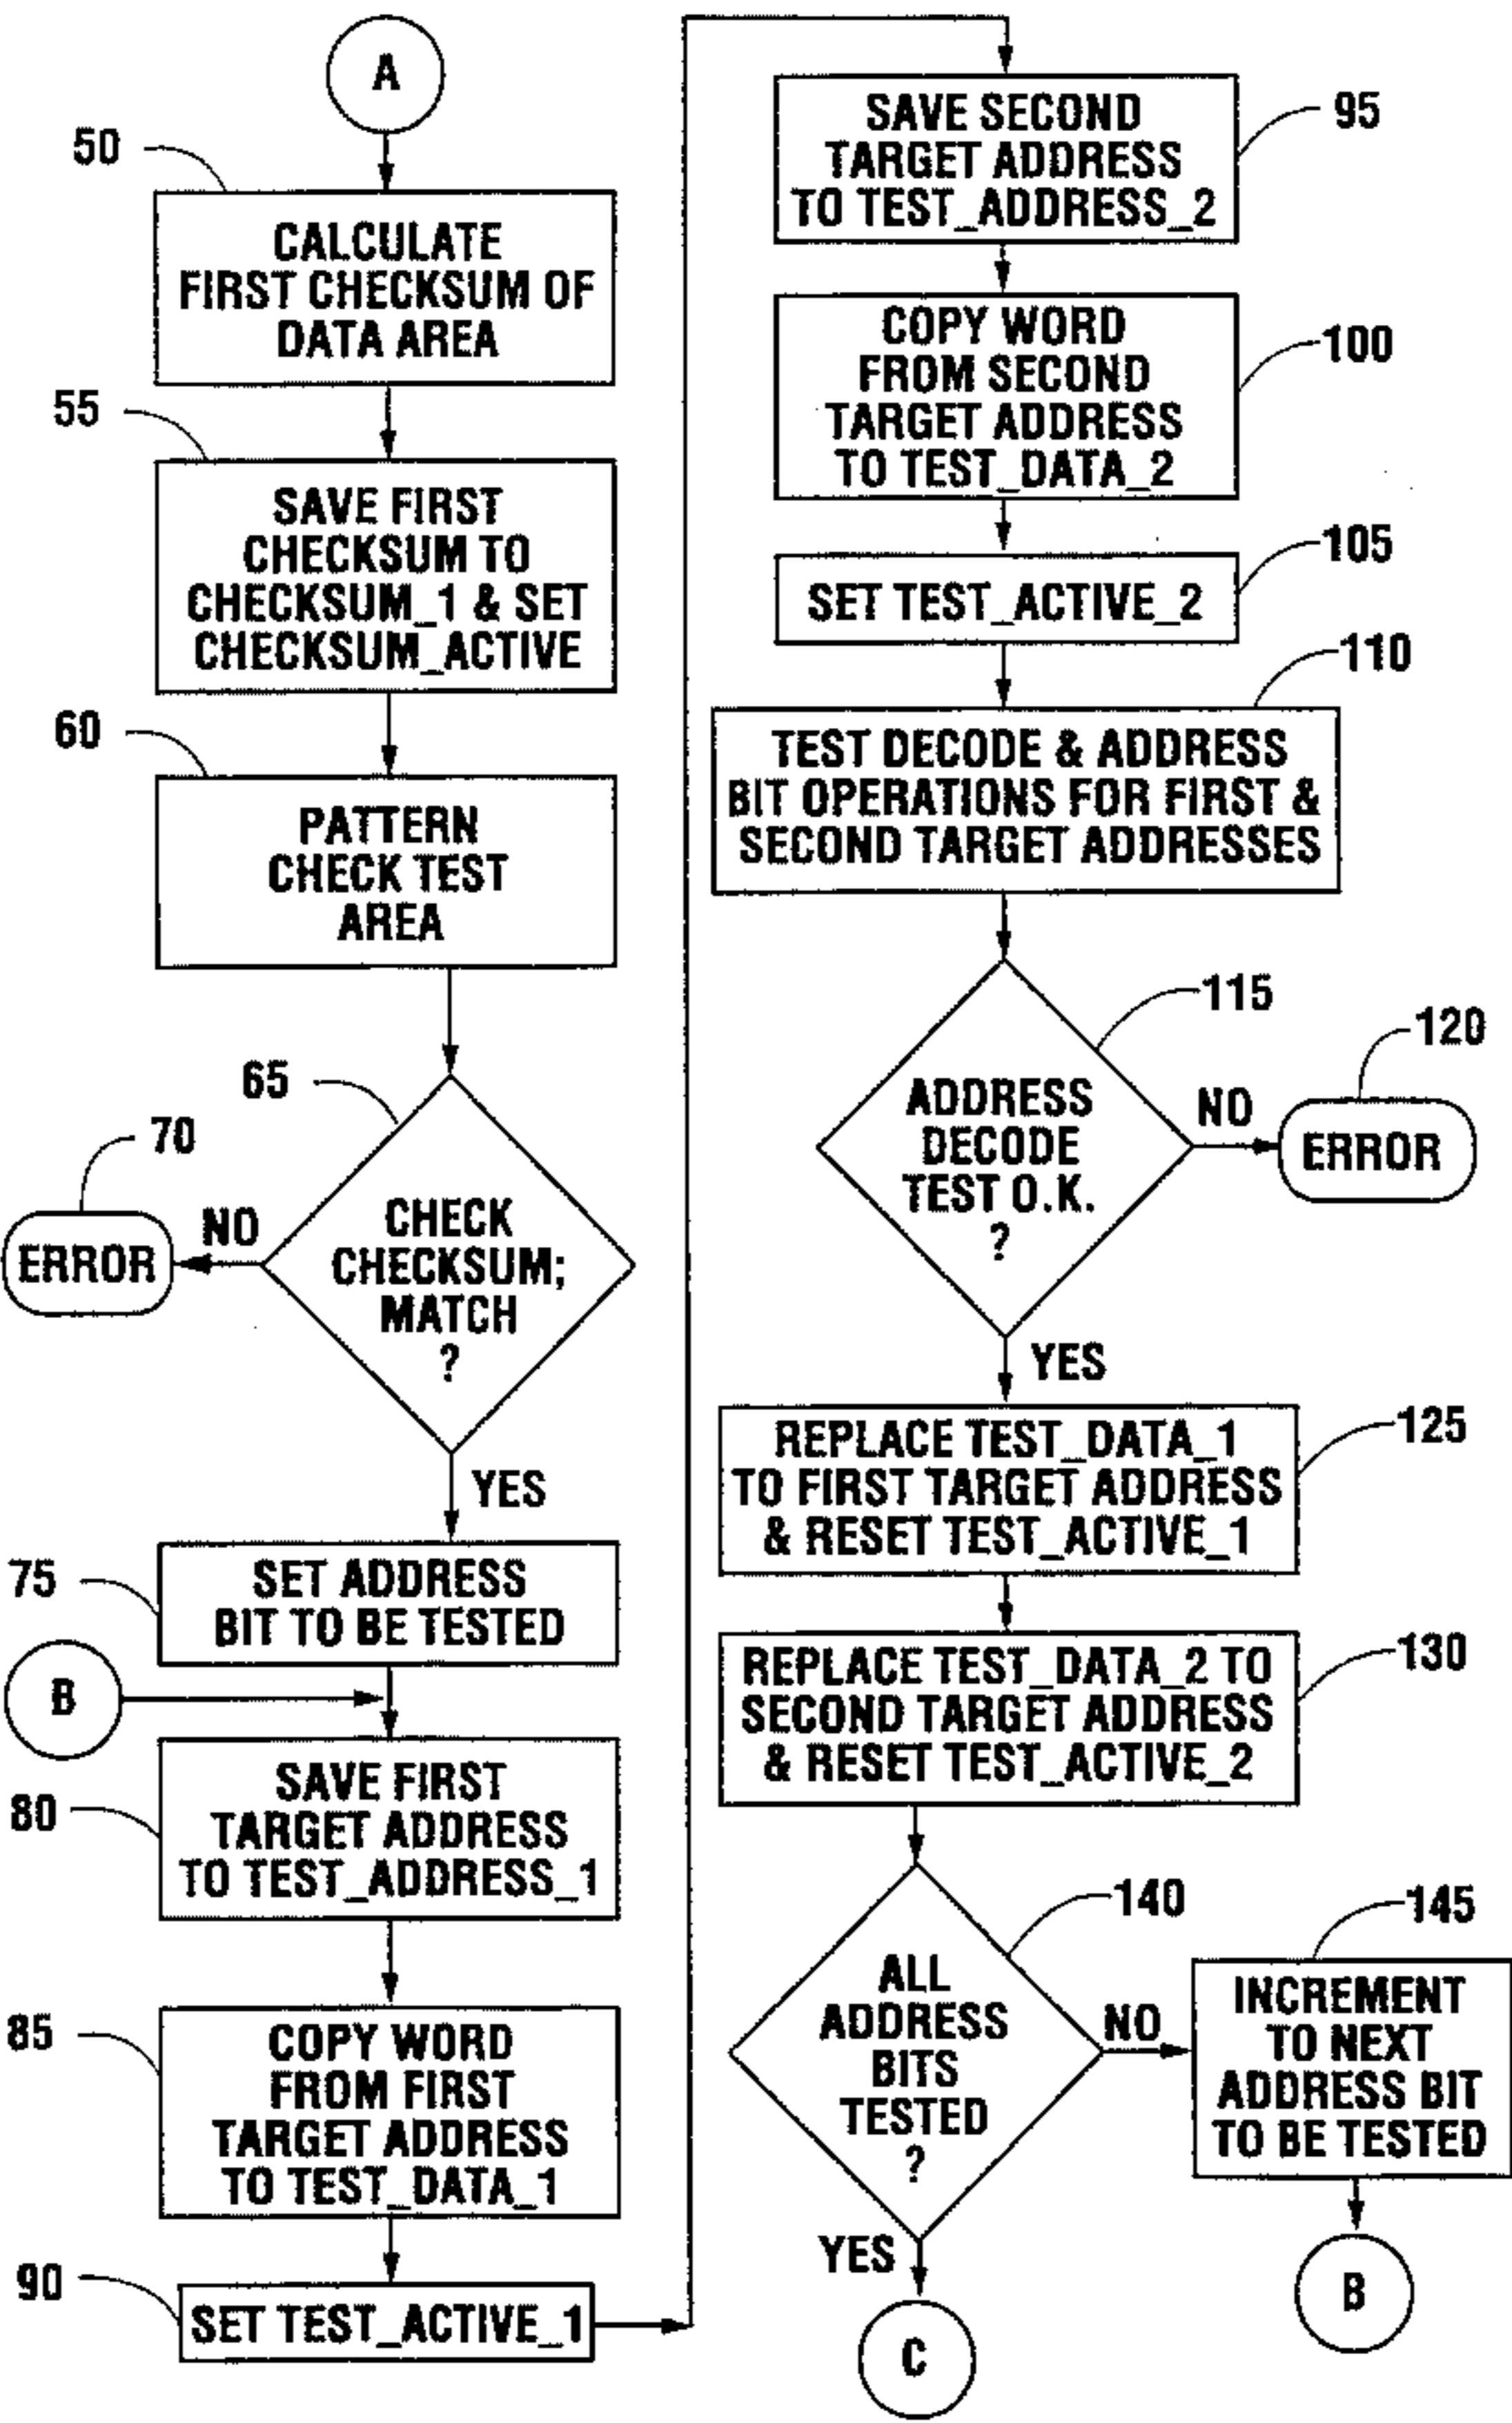 A
50
CALCULATE
FIRST CHECKSUM OF
DATA AREA
55
SAVE FIRST
CHECKSUM TO
CHECKSUM_1 & SET
CHECKSUM_ACTIVE
60
PATTERN
CHECK TEST
AREA
65
CHECK
CHECKSUM;
MATCH
?
NO
70
ERROR
YES
75
SET ADDRESS
BIT TO BE TESTED
B
80
SAVE FIRST
TARGET ADDRESS
TO TEST_ADDRESS_1
85
COPY WORD
FROM FIRST
TARGET ADDRESS
TO TEST_DATA_1
90
SET TEST_ACTIVE_1
95
SAVE SECOND
TARGET ADDRESS
TO TEST_ADDRESS_2
100
COPY WORD
FROM SECOND
TARGET ADDRESS
TO TEST_DATA_2
105
SET TEST_ACTIVE_2
110
TEST DECODE & ADDRESS
BIT OPERATIONS FOR FIRST &
SECOND TARGET ADDRESSES
115
ADDRESS
DECODE
TEST O.K.
?
NO
120
ERROR
YES
125
REPLACE TEST_DATA_1
TO FIRST TARGET ADDRESS
& RESET TEST_ACTIVE_1
130
REPLACE TEST_DATA_2 TO
SECOND TARGET ADDRESS
& RESET TEST_ACTIVE_2
140
ALL
ADDRESS
BITS
TESTED
?
NO
145
INCREMENT
TO NEXT
ADDRESS BIT
TO BE TESTED
B
YES
C